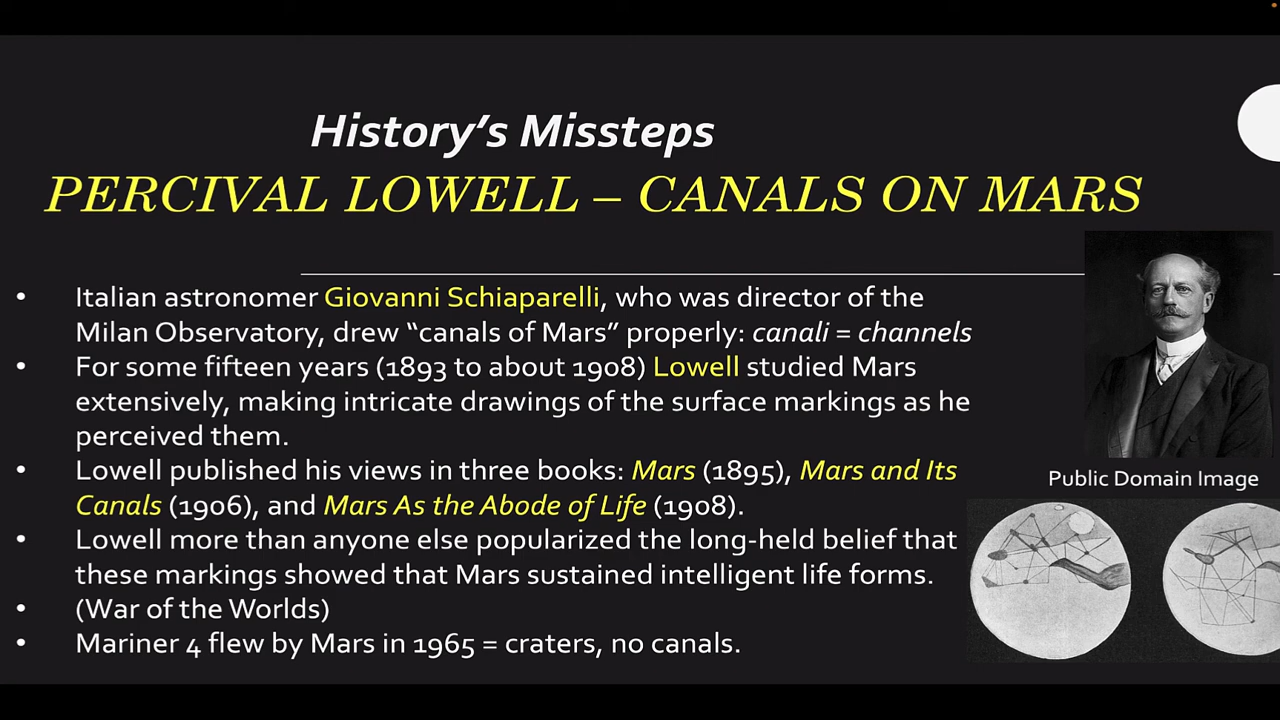 History's Missteps
PERCIVAL LOWELL – CANALS ON MARS
• Italian astronomer Giovanni Schiaparelli, who was director of the
Milan Observatory, drew “canals of Mars” properly: canali = channels
• For some fifteen years (1893 to about 1908) Lowell studied Mars
extensively, making intricate drawings of the surface markings as he
perceived them.
• Lowell published his views in three books: Mars (1895), Mars and Its
Canals (1906), and Mars As the Abode of Life (1908).
• Lowell more than anyone else popularized the long-held belief that
these markings showed that Mars sustained intelligent life forms.
• (War of the Worlds)
• Mariner 4 flew by Mars in 1965 = craters, no canals.
Public Domain Image